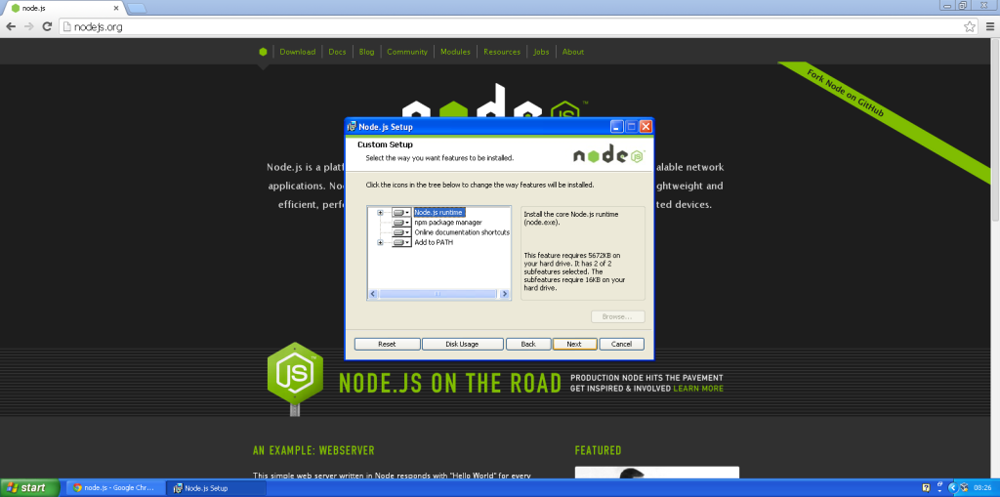 node.js
nodejs.org
Download Docs Blog Community Modules Resources Jobs About
Fork Node on GitHub
node JS ™
Node.js Setup
Custom Setup
Select the way you want features to be installed.
node JS
Node.js is a platf
alable network
applications. Nod
ghtweight and
efficient, perfe
ted devices.
Click the icons in the tree below to change the way features will be installed.
Node.js runtime
npm package manager
Online documentation shortcuts
Add to PATH
Install the core Node.js runtime
(node.exe).
This feature requires 5672KB on
your hard drive. It has 2 of 2
subfeatures selected. The
subfeatures require 16KB on your
hard drive.
Browse...
Reset Disk Usage Back Next Cancel
JS
NODE.JS ON THE ROAD
PRODUCTION NODE HITS THE PAVEMENT
GET INSPIRED & INVOLVED LEARN MORE
AN EXAMPLE: WEBSERVER
FEATURED
This simple web server written in Node responds with "Hello World" for every
start
node.js - Google Chr...
Node.js Setup
08:26